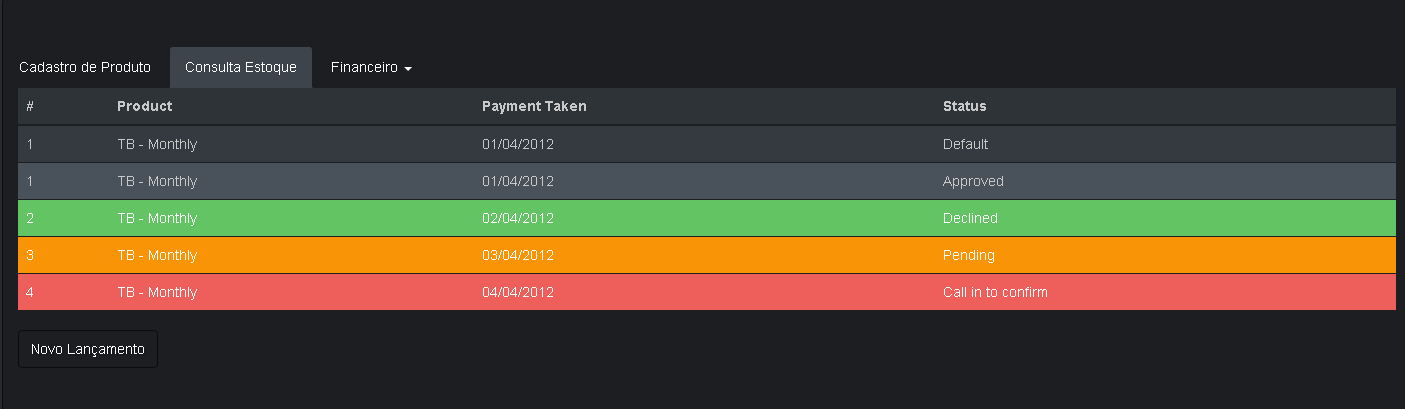 Cadastro de Produto Consulta Estoque Financeiro
# Product Payment Taken Status
1 TB - Monthly 01/04/2012 Default
1 TB - Monthly 01/04/2012 Approved
2 TB - Monthly 02/04/2012 Declined
3 TB - Monthly 03/04/2012 Pending
4 TB - Monthly 04/04/2012 Call in to confirm
Novo Lançamento